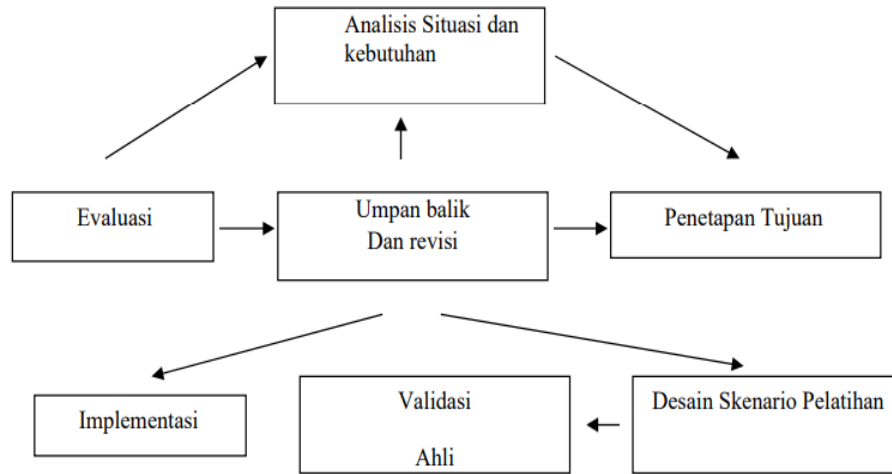 Analisis Situasi dan
kebutuhan
Evaluasi
Umpan balik
Dan revisi
Penetapan Tujuan
Implementasi
Validasi
Ahli
Desain Skenario Pelatihan